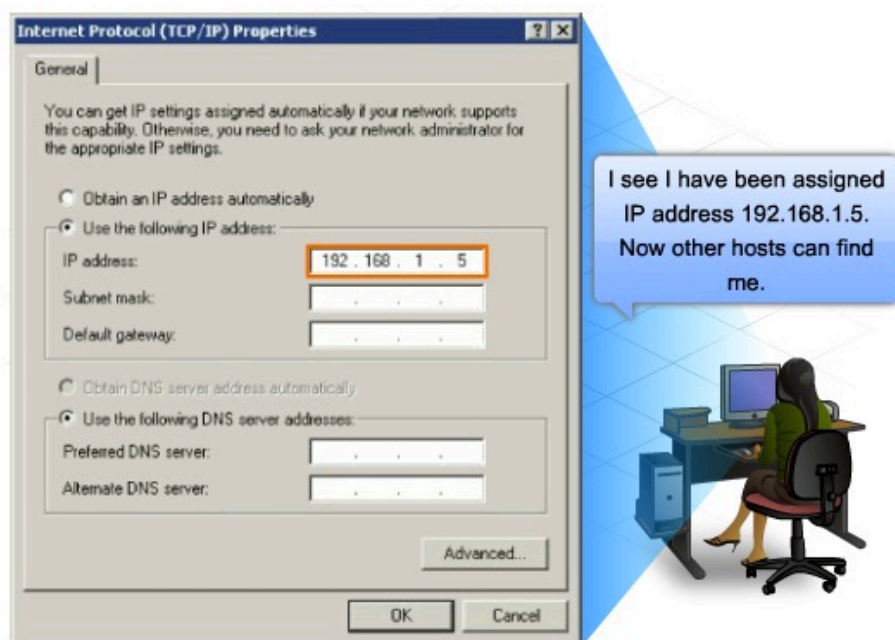 Internet Protocol (TCP/IP) Properties
General
You can get IP settings assigned automatically if your network supports
this capability. Otherwise, you need to ask your network administrator for
the appropriate IP settings.
Obtain an IP address automatically
Use the following IP address:
IP address: 192 . 168 . 1 . 5
Subnet mask: . . .
Default gateway: . . .
Obtain DNS server address automatically
Use the following DNS server addresses:
Preferred DNS server: . . .
Alternate DNS server: . . .
Advanced...
OK Cancel
I see I have been assigned
IP address 192.168.1.5.
Now other hosts can find
me.